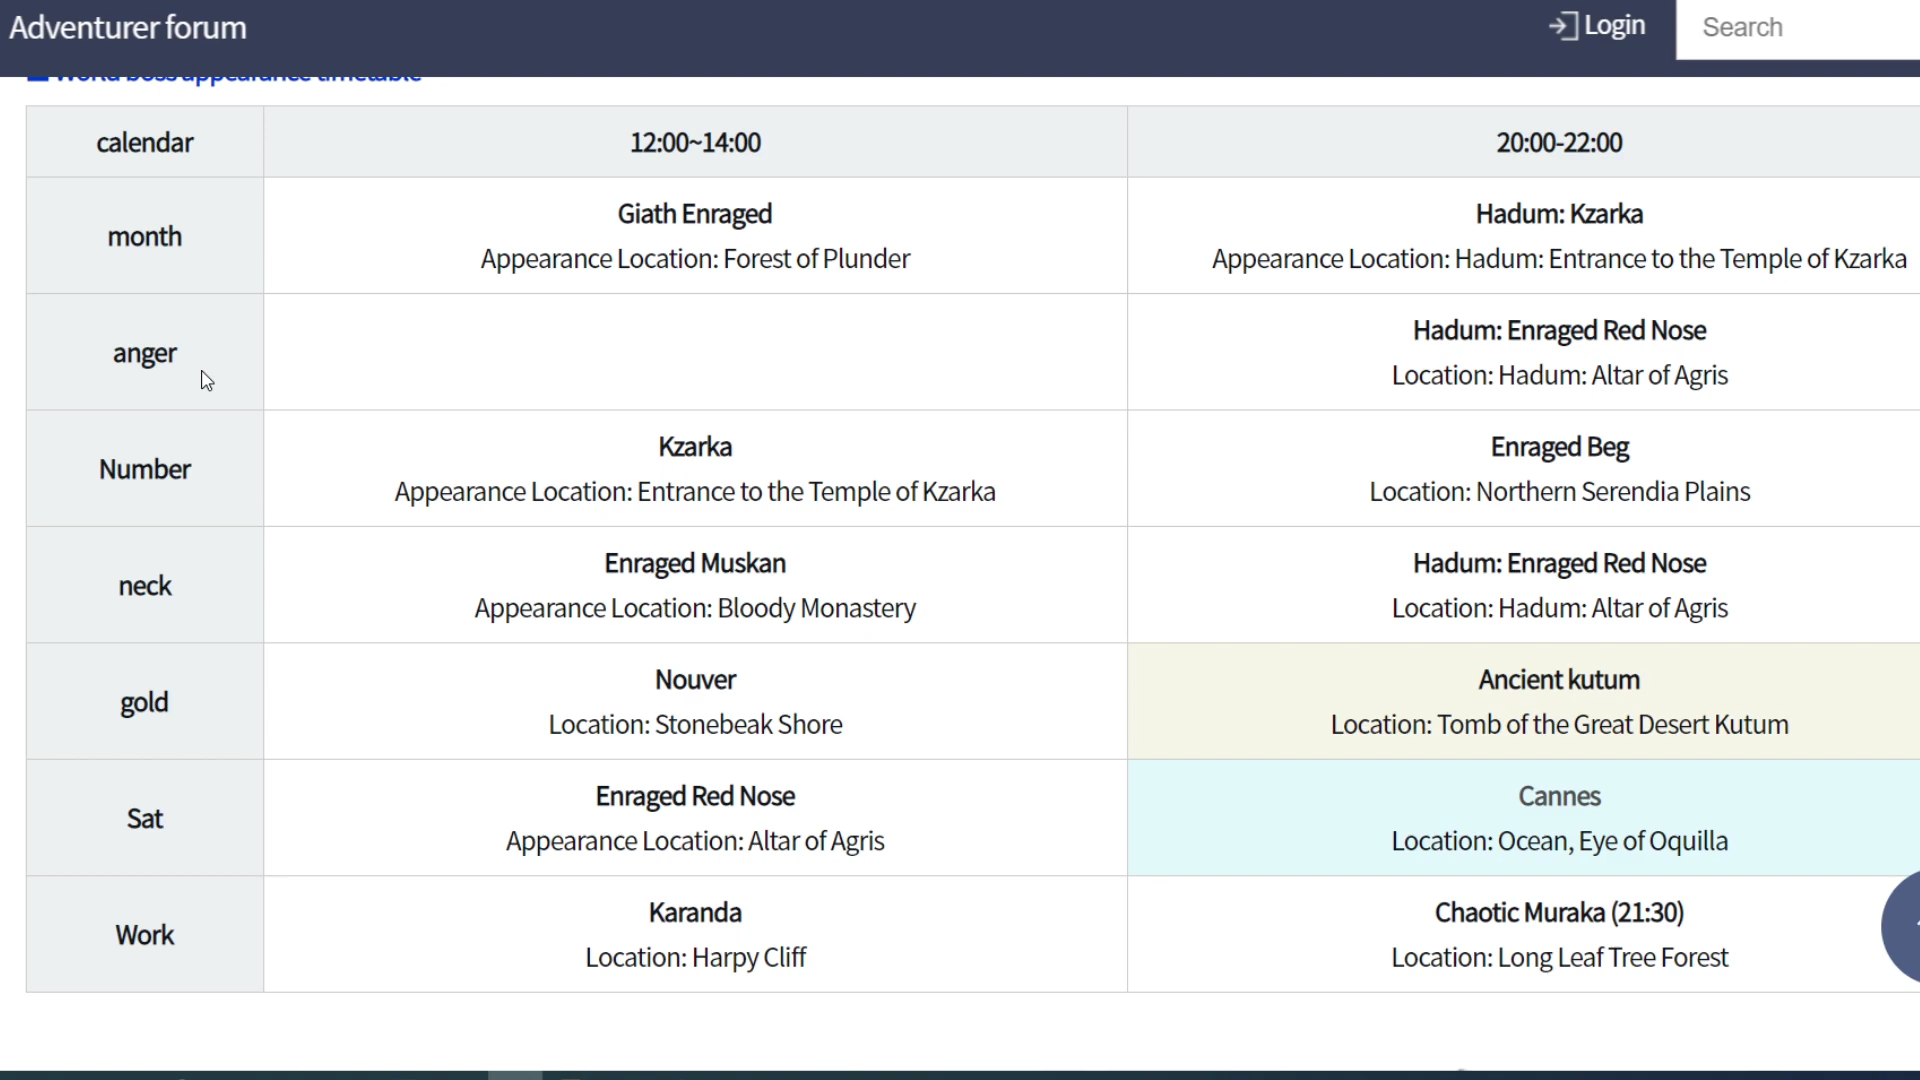 Adventurer forum
Login
Search
World boss appearance timetable
calendar
12:00~14:00
20:00-22:00
month
Giath Enraged
Appearance Location: Forest of Plunder
Hadum: Kzarka
Appearance Location: Hadum: Entrance to the Temple of Kzarka
anger
Hadum: Enraged Red Nose
Location: Hadum: Altar of Agris
Number
Kzarka
Appearance Location: Entrance to the Temple of Kzarka
Enraged Beg
Location: Northern Serendia Plains
neck
Enraged Muskan
Appearance Location: Bloody Monastery
Hadum: Enraged Red Nose
Location: Hadum: Altar of Agris
gold
Nouver
Location: Stonebeak Shore
Ancient kutum
Location: Tomb of the Great Desert Kutum
Sat
Enraged Red Nose
Appearance Location: Altar of Agris
Cannes
Location: Ocean, Eye of Oquilla
Work
Karanda
Location: Harpy Cliff
Chaotic Muraka (21:30)
Location: Long Leaf Tree Forest